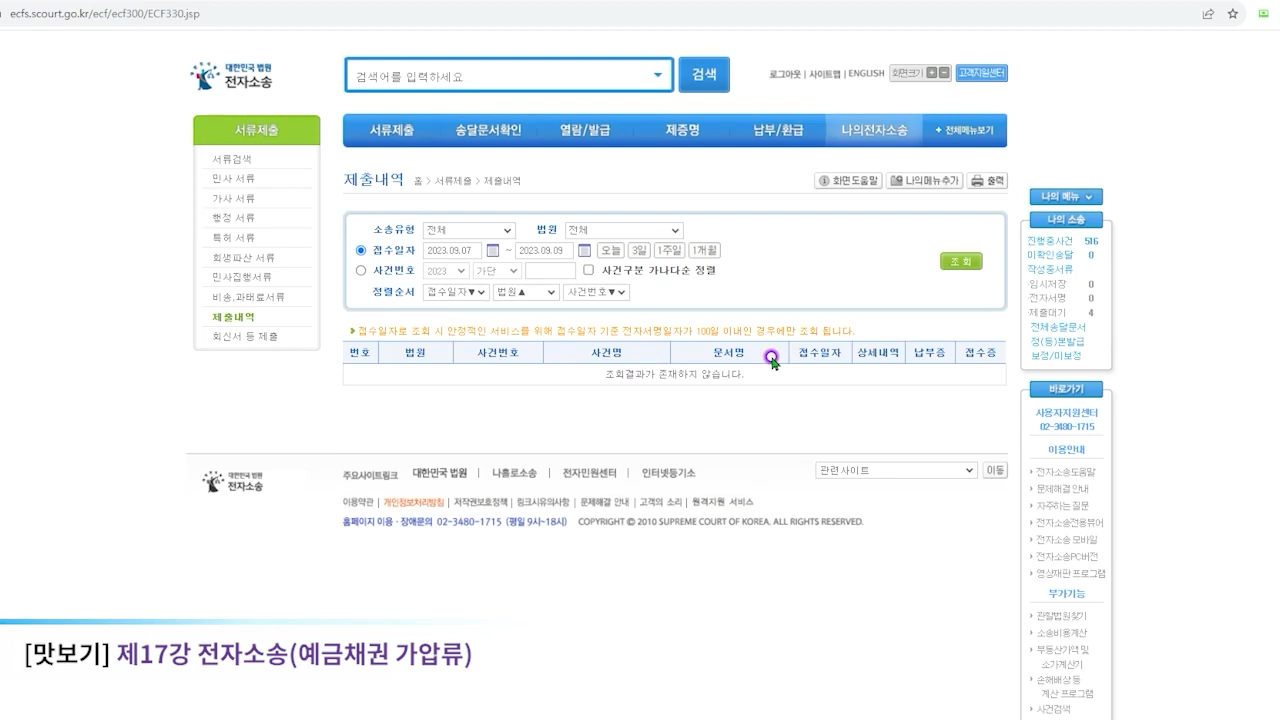 ecfs.scourt.go.kr/ecf/ecf300/ECF330.jsp
대한민국 법원
전자소송
검색어를 입력하세요
검색
로그아웃 | 사이트맵 | ENGLISH 화면크기 + - 고객지원센터
서류제출
서류검색
민사 서류
가사 서류
행정 서류
특허 서류
회생파산 서류
민사집행서류
비송,과태료서류
제출내역
회신서 등 제출
서류제출 송달문서확인 열람/발급 제증명 납부/환급 나의전자소송 + 전체메뉴보기
제출내역 홈 > 서류제출 > 제출내역
화면도움말 나의메뉴추가 출력
소송유형 전체 법원 전체
접수일자 2023.09.07 ~ 2023.09.09 오늘 3일 1주일 1개월
사건번호 2023 가단 사건구분 가나다순 정렬
정렬순서 접수일자▼ 법원▲ 사건번호▼
조회
접수일자로 조회 시 안정적인 서비스를 위해 접수일자 기준 전자서명일자가 100일 이내인 경우에만 조회 됩니다.
번호 법원 사건번호 사건명 문서명 접수일자 상세내역 납부증 접수증
조회결과가 존재하지 않습니다.
나의 메뉴
나의 소송
진행중사건 516
미확인송달 0
작성중서류
임시저장 0
전자서명 0
제출대기 4
전체송달문서
정(등)본발급
보정/미보정
바로가기
사용자지원센터
02-3480-1715
이용안내
전자소송도움말
문제해결 안내
자주하는 질문
전자소송전용뷰어
전자소송 모바일
전자소송PC버전
영상재판 프로그램
부가기능
관할법원찾기
소송비용계산
부동산가액 및
소가계산기
손해배상 등
계산 프로그램
사건검색
대한민국 법원
전자소송
주요사이트링크 대한민국 법원 | 나홀로소송 | 전자민원센터 | 인터넷등기소
관련사이트 이동
이용약관 | 개인정보처리방침 | 저작권보호정책 | 링크시유의사항 | 문제해결 안내 | 고객의 소리 | 원격지원 서비스
홈페이지 이용 · 장애문의 02-3480-1715 (평일 9시~18시) COPYRIGHT © 2010 SUPREME COURT OF KOREA. ALL RIGHTS RESERVED.
[맛보기] 제17강 전자소송(예금채권 가압류)